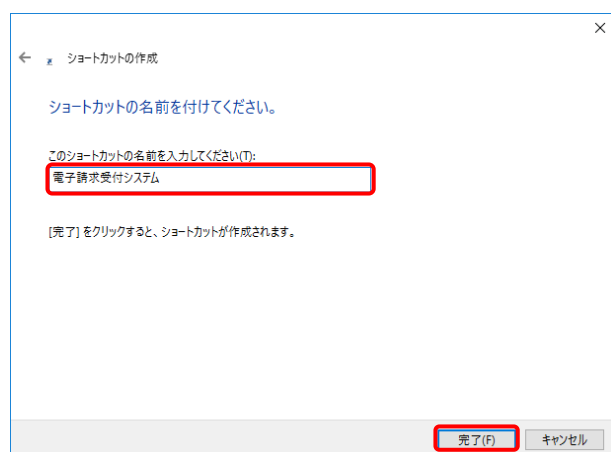 ショートカットの作成
ショートカットの名前を付けてください。
このショートカットの名前を入力してください(T):
電子請求受付システム
[完了] をクリックすると、ショートカットが作成されます。
完了(F)
キャンセル